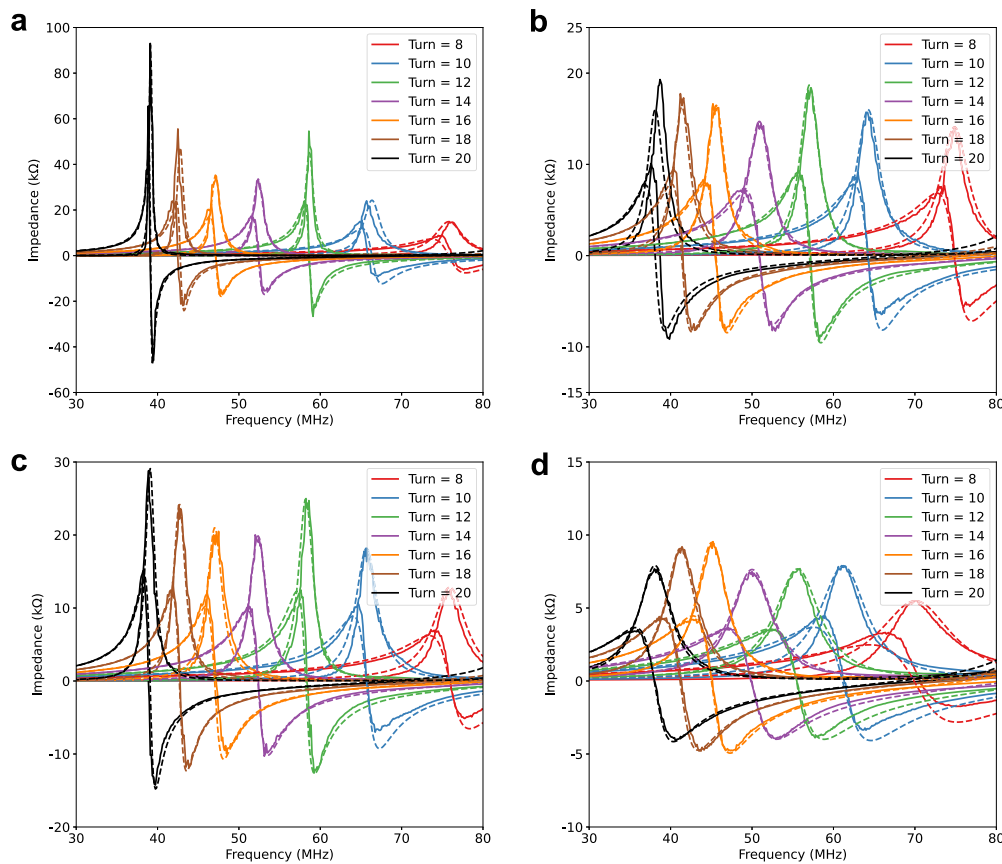 a
100
80
60
40
20
0
-20
-40
-60
Impedance (kΩ)
30 40 50 60 70 80
Frequency (MHz)
Turn = 8
Turn = 10
Turn = 12
Turn = 14
Turn = 16
Turn = 18
Turn = 20
b
25
20
15
10
5
0
-10
-15
Impedance (kΩ)
30 40 50 60 70 80
Frequency (MHz)
Turn = 8
Turn = 10
Turn = 12
Turn = 14
Turn = 16
Turn = 18
Turn = 20
c
30
20
10
0
-10
-20
Impedance (kΩ)
30 40 50 60 70 80
Frequency (MHz)
Turn = 8
Turn = 10
Turn = 12
Turn = 14
Turn = 16
Turn = 18
Turn = 20
d
15
10
5
0
-5
-10
Impedance (kΩ)
30 40 50 60 70 80
Frequency (MHz)
Turn = 8
Turn = 10
Turn = 12
Turn = 14
Turn = 16
Turn = 18
Turn = 20